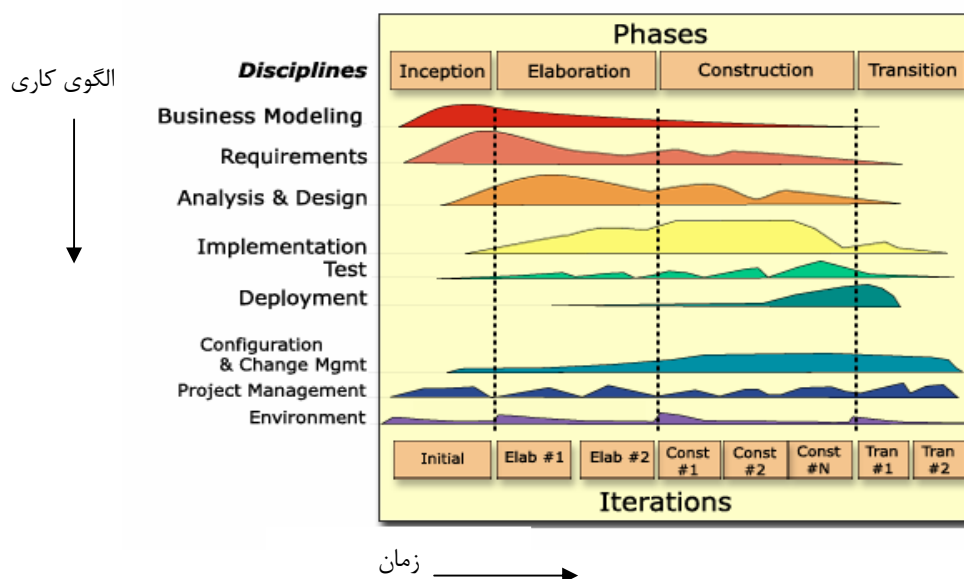 Phases
الگوی کاری
Disciplines
Inception
Elaboration
Construction
Transition
Business Modeling
Requirements
Analysis & Design
Implementation
Test
Deployment
Configuration
& Change Mgmt
Project Management
Environment
Initial
Elab #1
Elab #2
Const
#1
Const
#2
Const
#N
Tran
#1
Tran
#2
Iterations
زمان